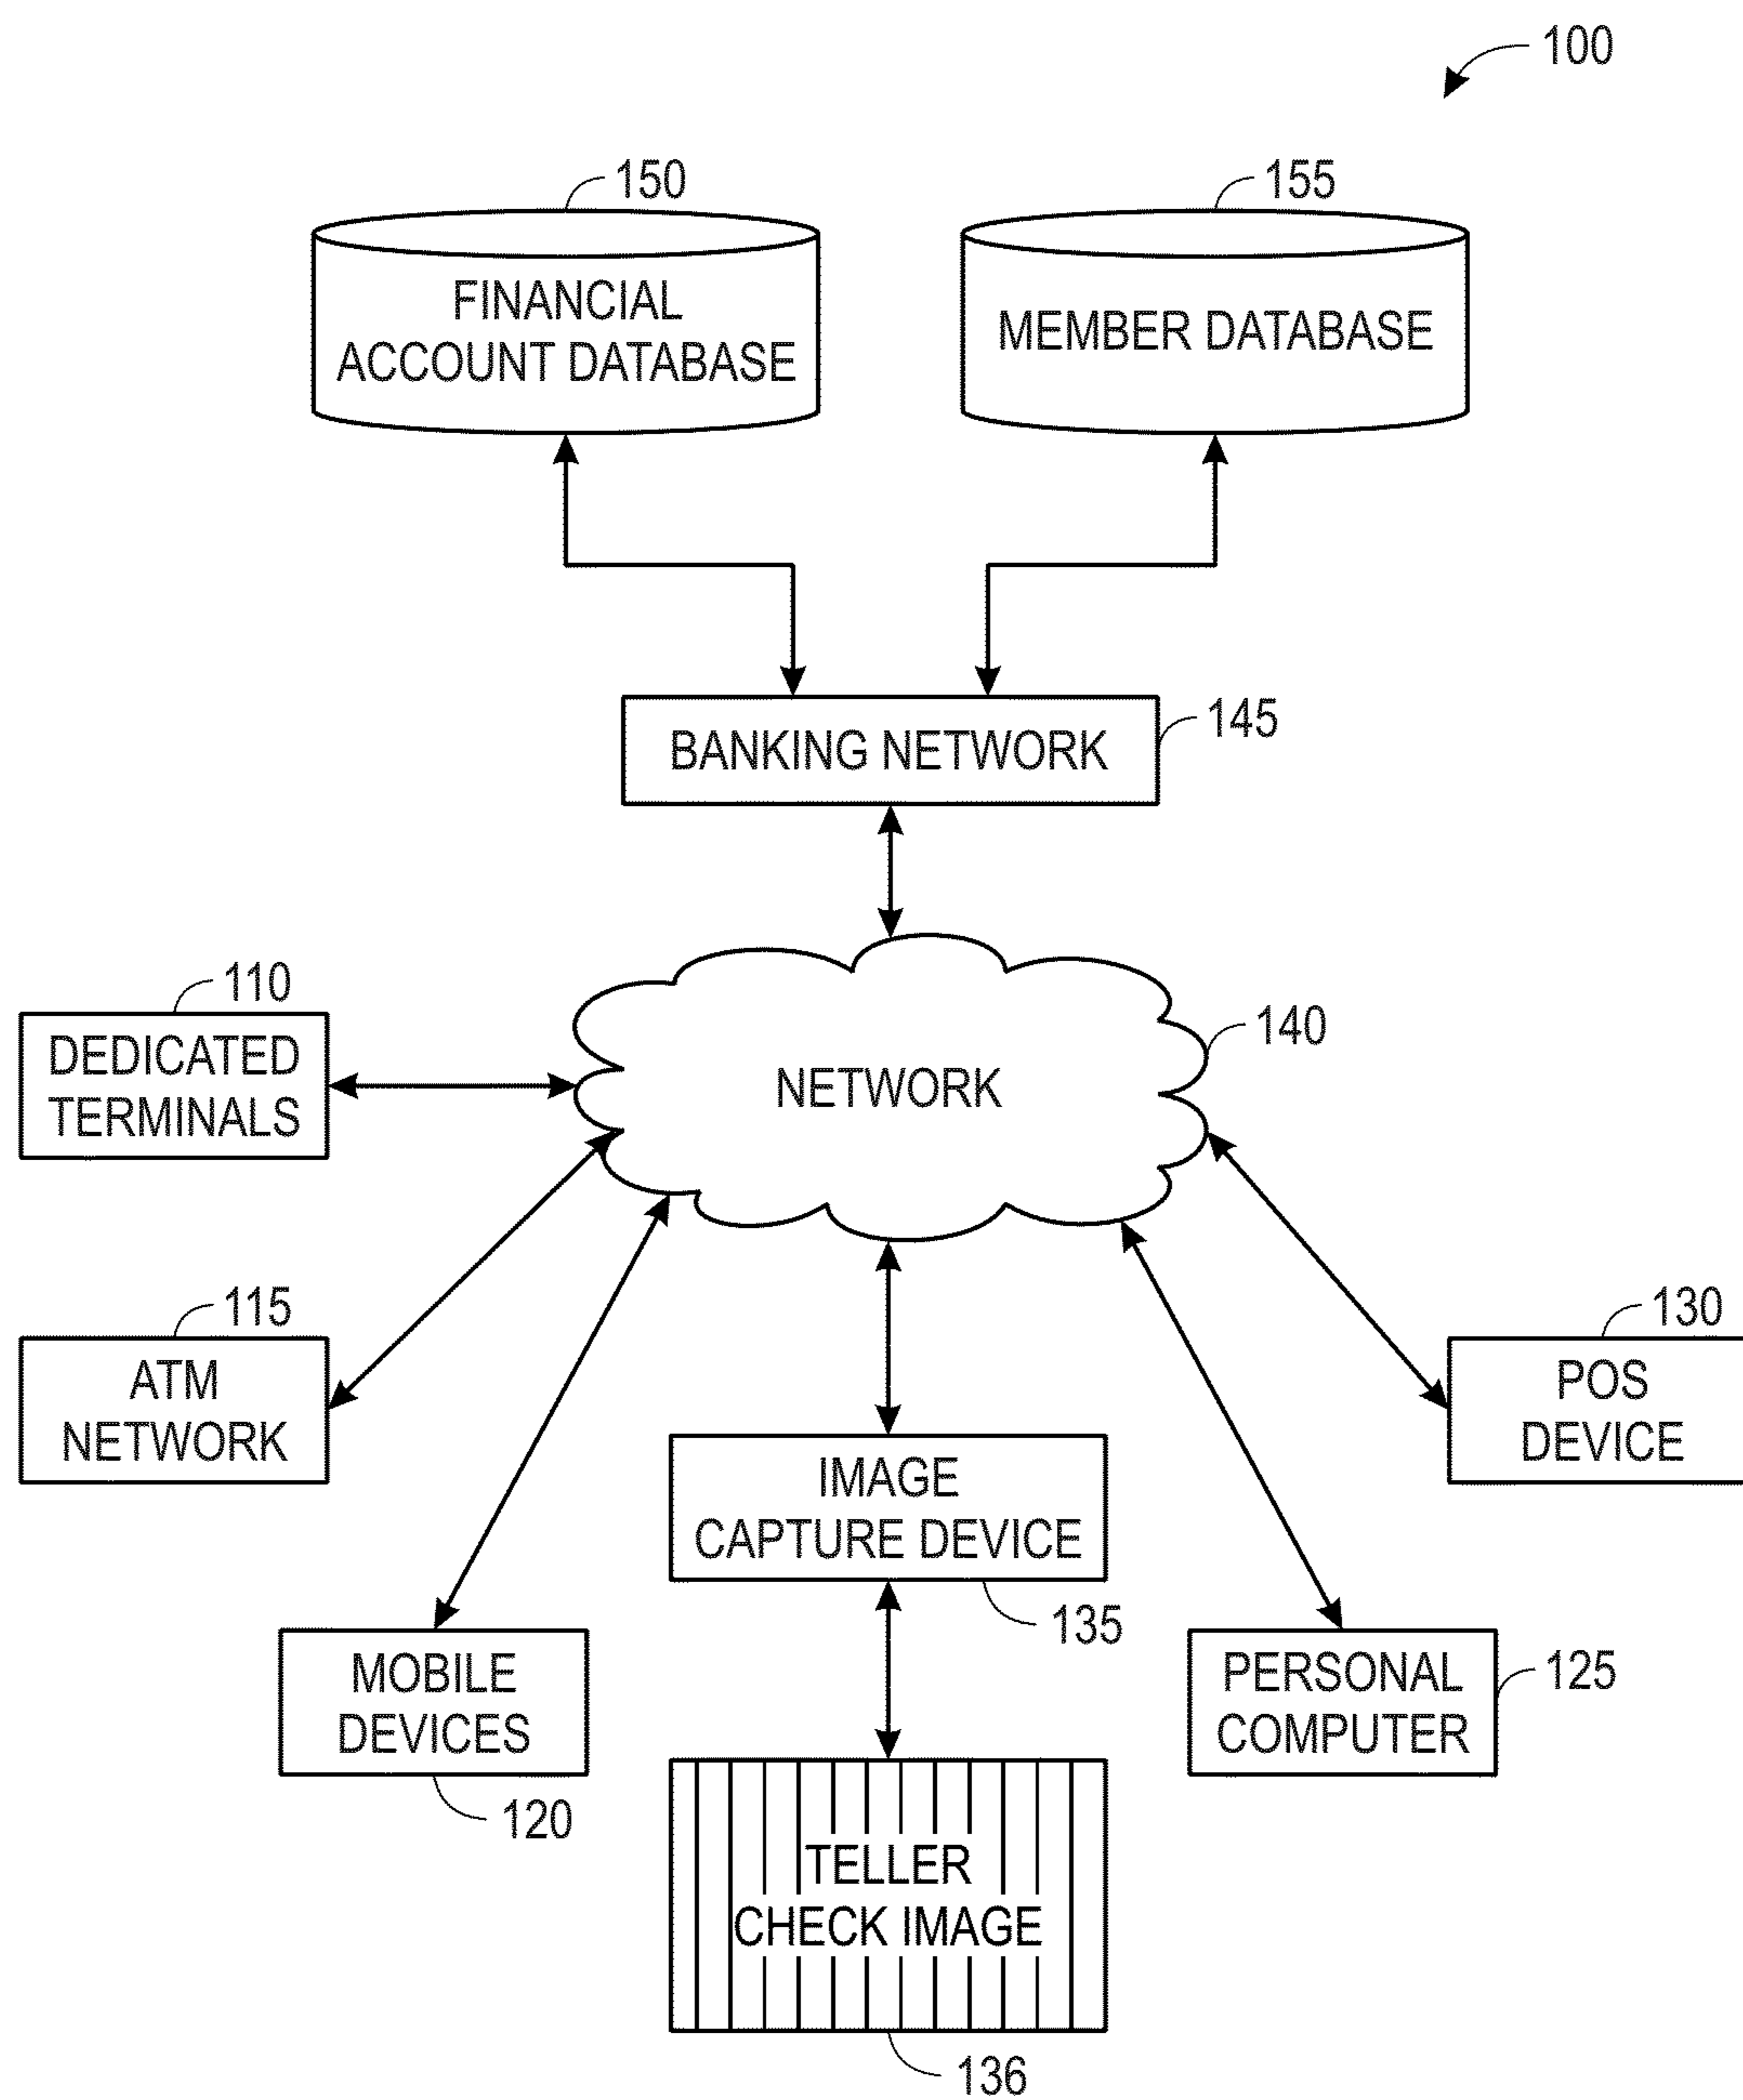 100
150
155
FINANCIAL
ACCOUNT DATABASE
MEMBER DATABASE
145
BANKING NETWORK
110
DEDICATED
TERMINALS
140
NETWORK
115
ATM
NETWORK
130
POS
DEVICE
IMAGE
CAPTURE DEVICE
135
MOBILE
DEVICES
120
PERSONAL
COMPUTER
125
TELLER
CHECK IMAGE
136